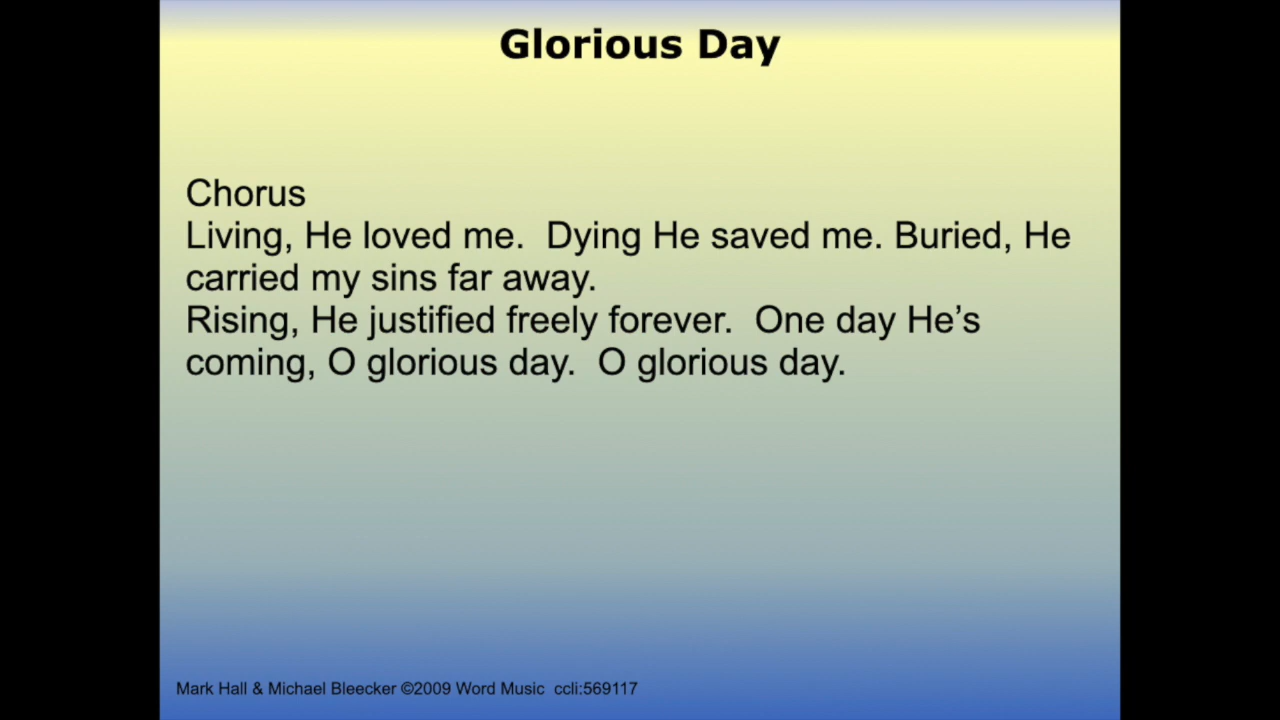 Glorious Day
Chorus
Living, He loved me.  Dying He saved me. Buried, He
carried my sins far away.
Rising, He justified freely forever.  One day He’s
coming, O glorious day.  O glorious day.
Mark Hall & Michael Bleecker ©2009 Word Music  ccli:569117